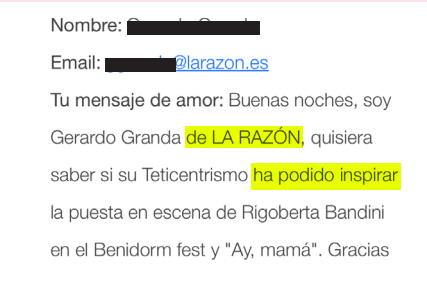 Nombre:
Email: @larazon.es
Tu mensaje de amor: Buenas noches, soy
Gerardo Granda de LA RAZÓN, quisiera
saber si su Teticentrismo ha podido inspirar
la puesta en escena de Rigoberta Bandini
en el Benidorm fest y "Ay, mamá". Gracias